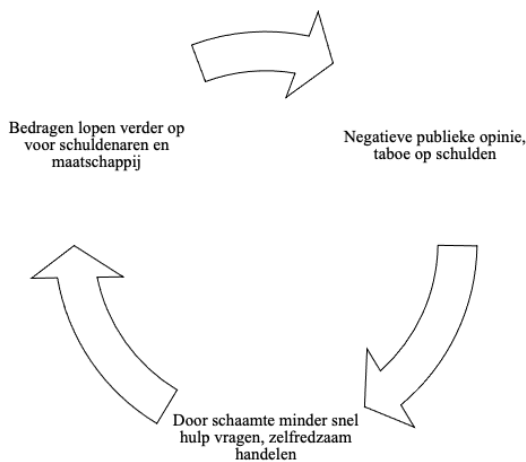 Bedragen lopen verder op
voor schuldenaren en
maatschappij
Negatieve publieke opinie,
taboe op schulden
Door schaamte minder snel
hulp vragen, zelfredzaam
handelen